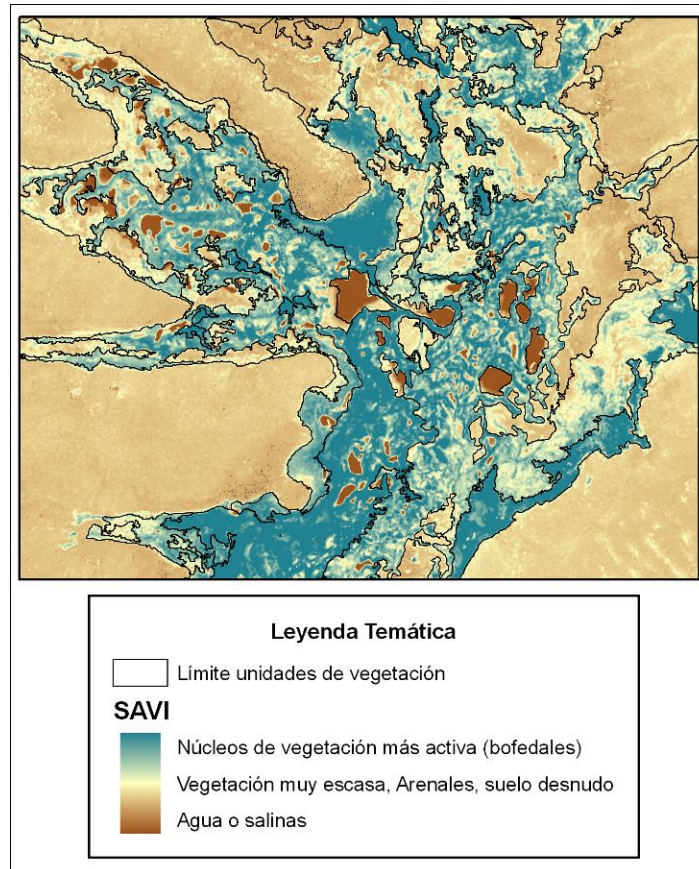 Leyenda Temática
Límite unidades de vegetación
SAVI
Núcleos de vegetación más activa (bofedales)
Vegetación muy escasa, Arenales, suelo desnudo
Agua o salinas